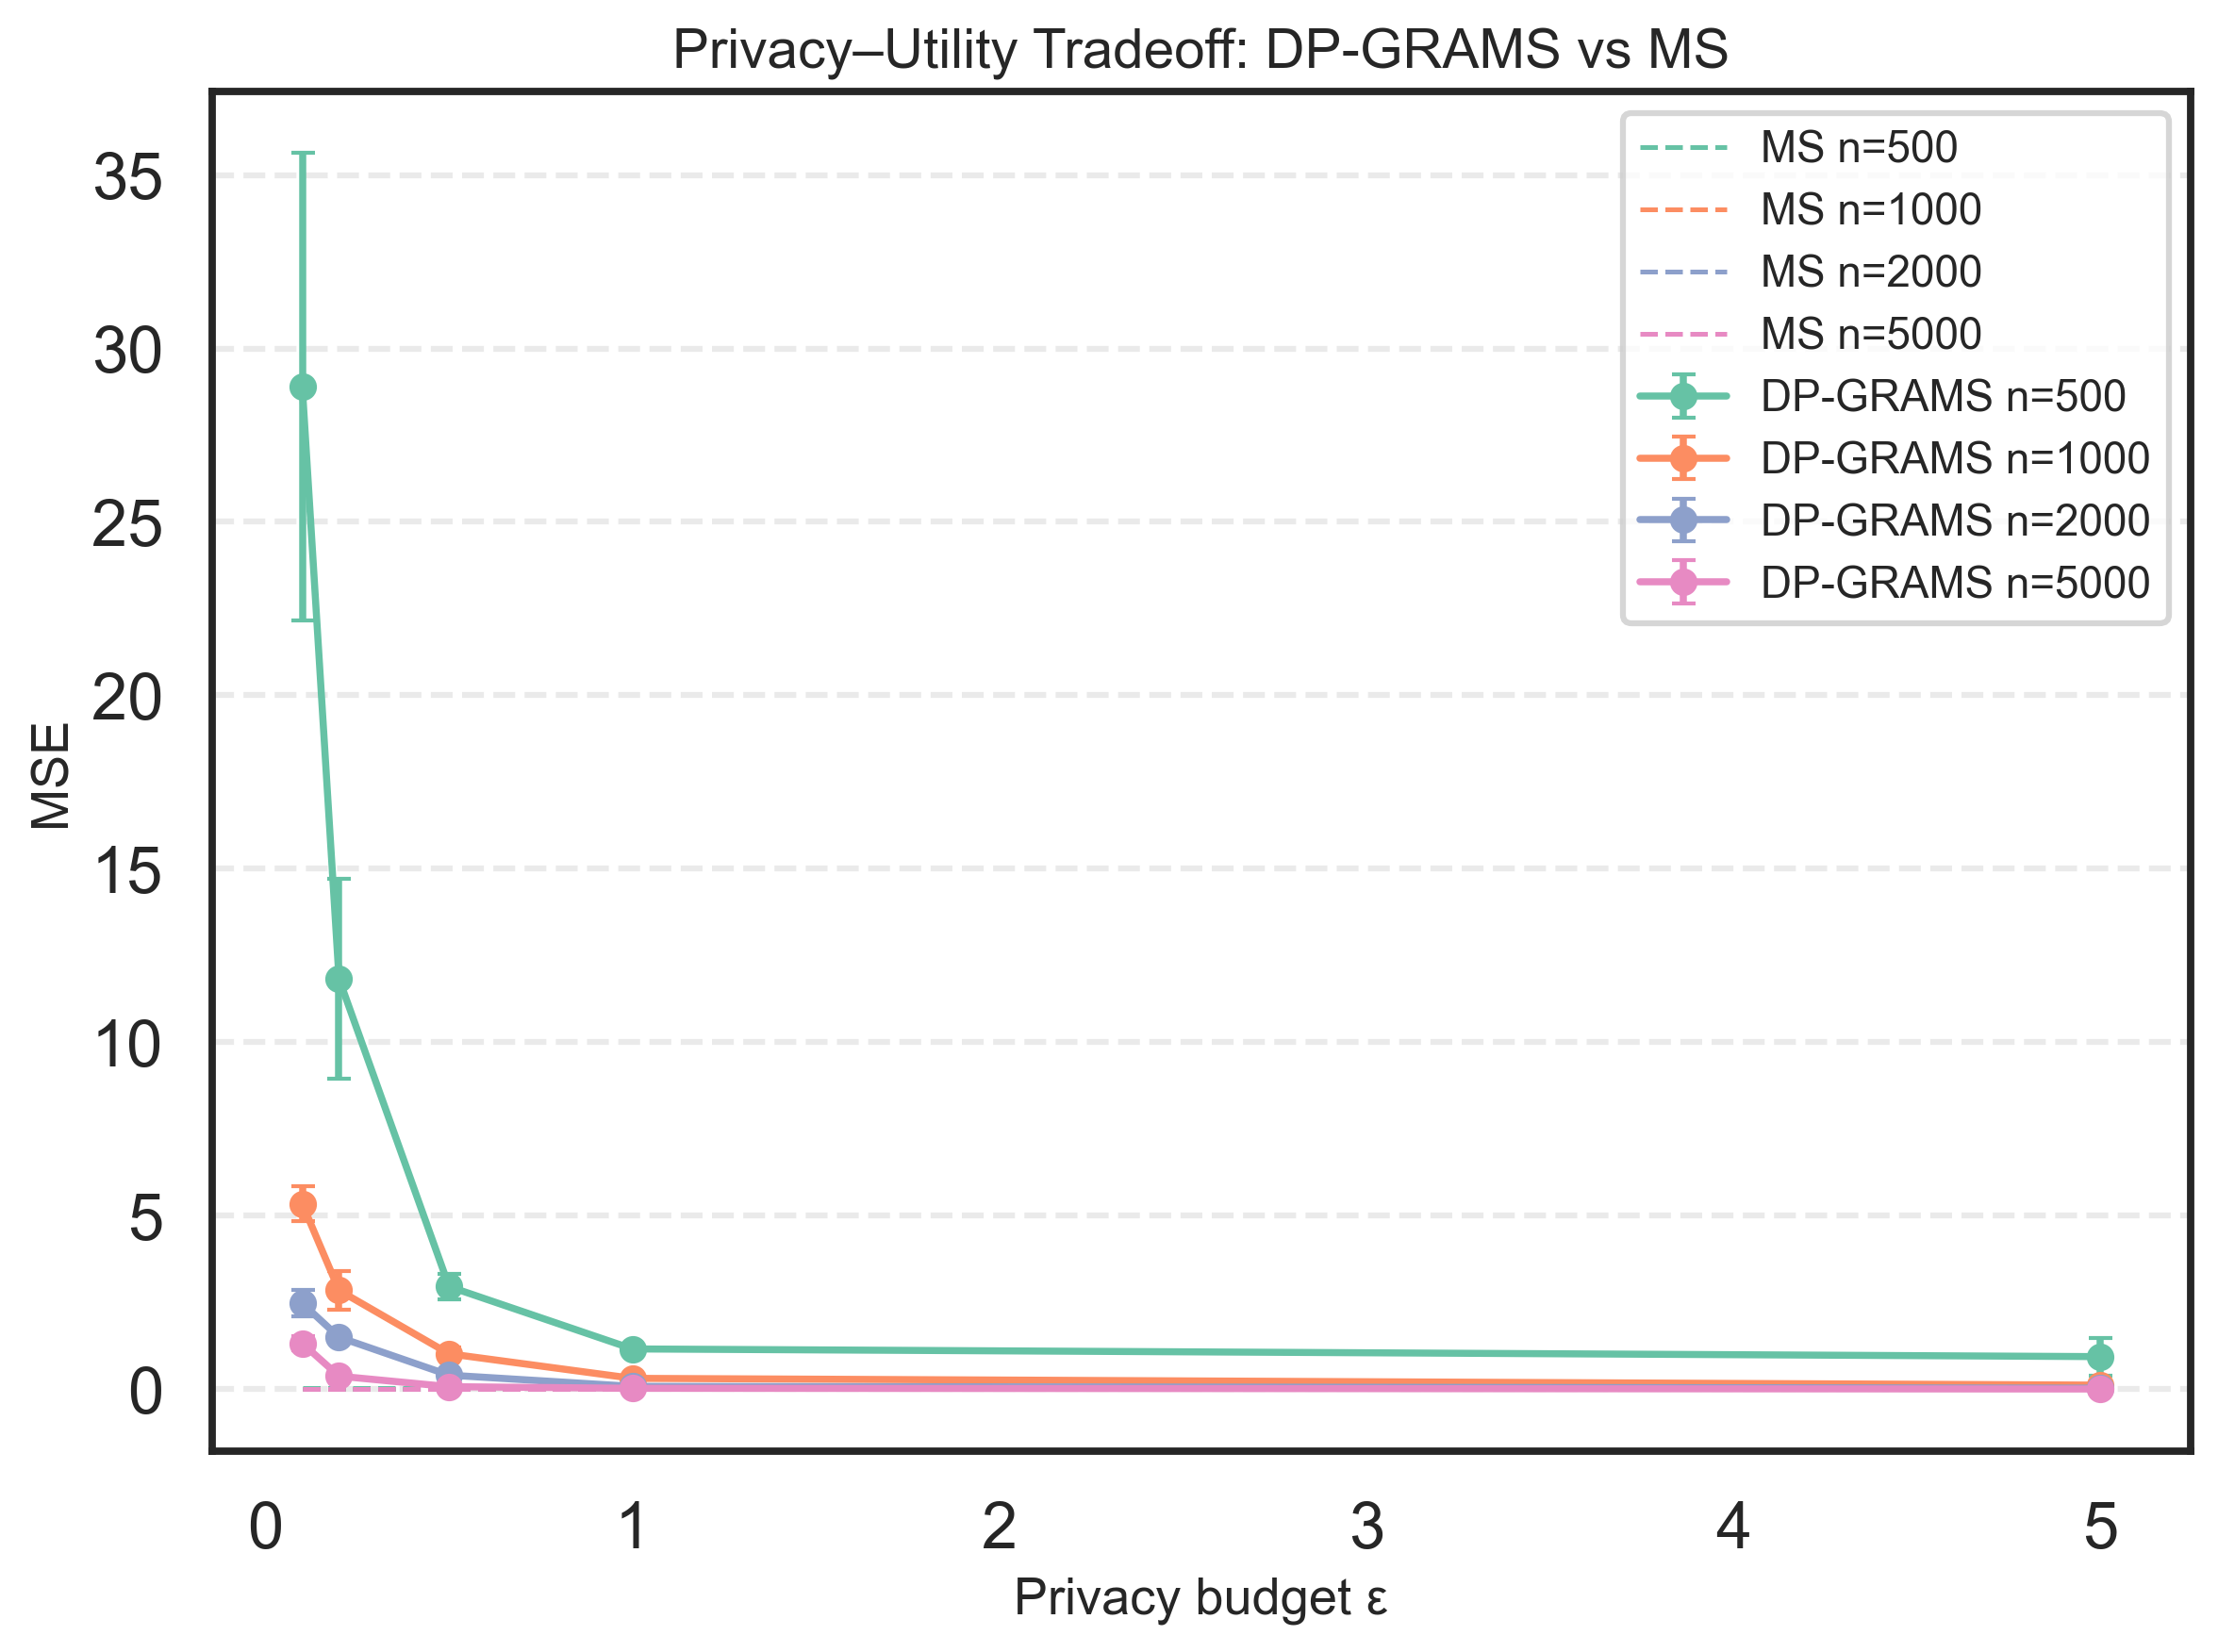 Privacy–Utility Tradeoff: DP-GRAMS vs MS
MS n=500
MS n=1000
MS n=2000
MS n=5000
DP-GRAMS n=500
DP-GRAMS n=1000
DP-GRAMS n=2000
DP-GRAMS n=5000
35
30
25
20
15
10
5
0
MSE
0 1 2 3 4 5
Privacy budget ε